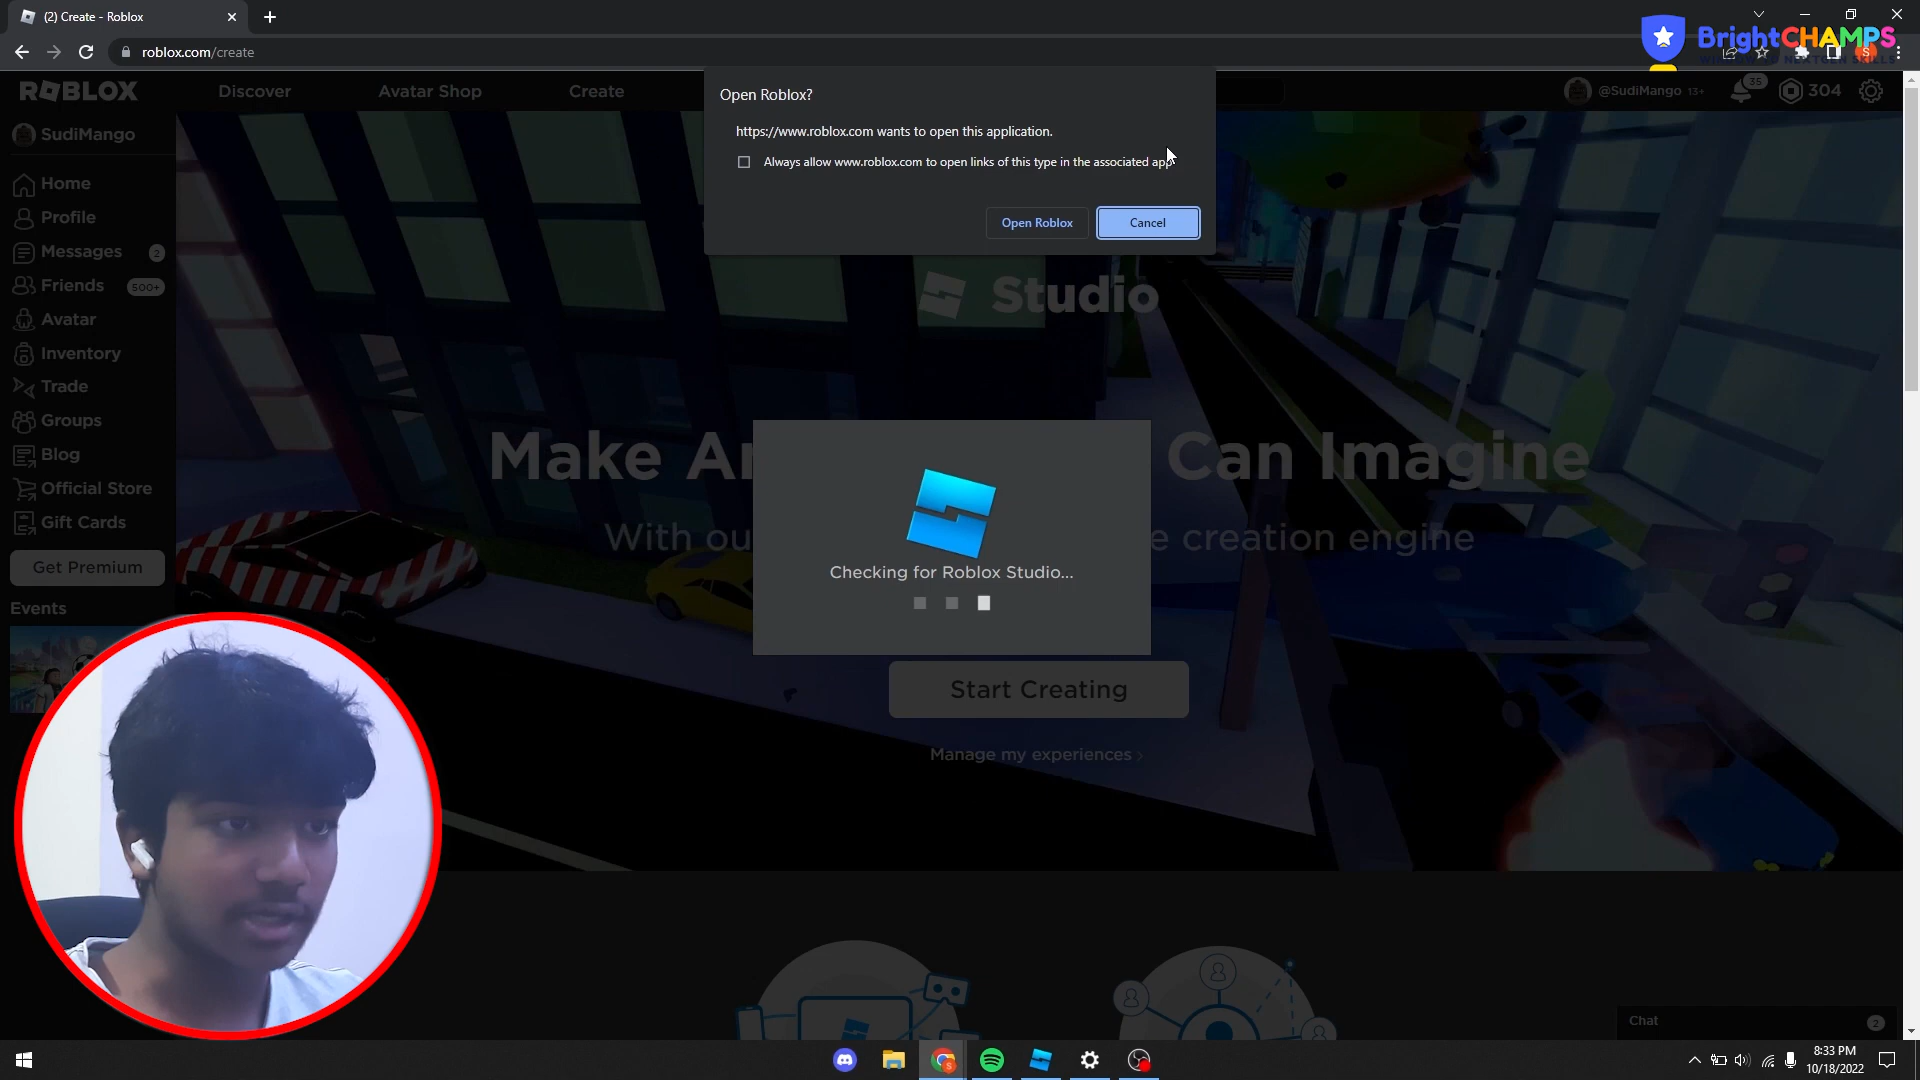 (2) Create - Roblox
roblox.com/create
BrightCHAMPS
ROBLOX
Discover
Avatar Shop
Create
@SudiMango 13+
35
304
Open Roblox?
https://www.roblox.com wants to open this application.
Always allow www.roblox.com to open links of this type in the associated app
Open Roblox
Cancel
SudiMango
Home
Profile
Messages 2
Friends 500+
Avatar
Inventory
Trade
Groups
Blog
Official Store
Gift Cards
Get Premium
Events
Studio
Make An Can Imagine
With ou e creation engine
Checking for Roblox Studio...
Start Creating
Manage my experiences >
Chat 2
8:33 PM
10/18/2022